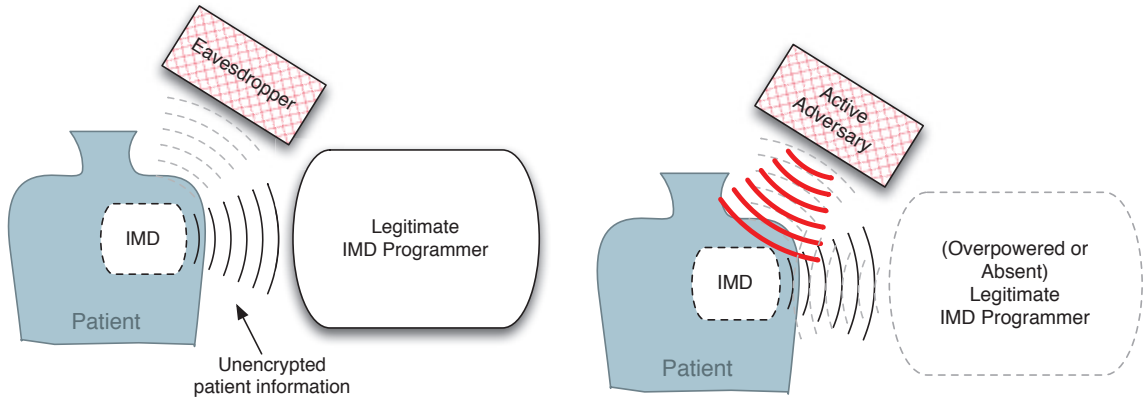 Eavesdropper
IMD
Legitimate
IMD Programmer
Patient
Unencrypted
patient information
Active
Adversary
IMD
(Overpowered or
Absent)
Legitimate
IMD Programmer
Patient